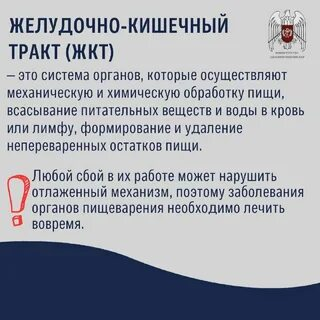 ЖЕЛУДОЧНО-КИШЕЧНЫЙ
ТРАКТ (ЖКТ)
– это система органов, которые осуществляют
механическую и химическую обработку пищи,
всасывание питательных веществ и воды в кровь
или лимфу, формирование и удаление
непереваренных остатков пищи.
Любой сбой в их работе может нарушить
отлаженный механизм, поэтому заболевания
органов пищеварения необходимо лечить
вовремя.